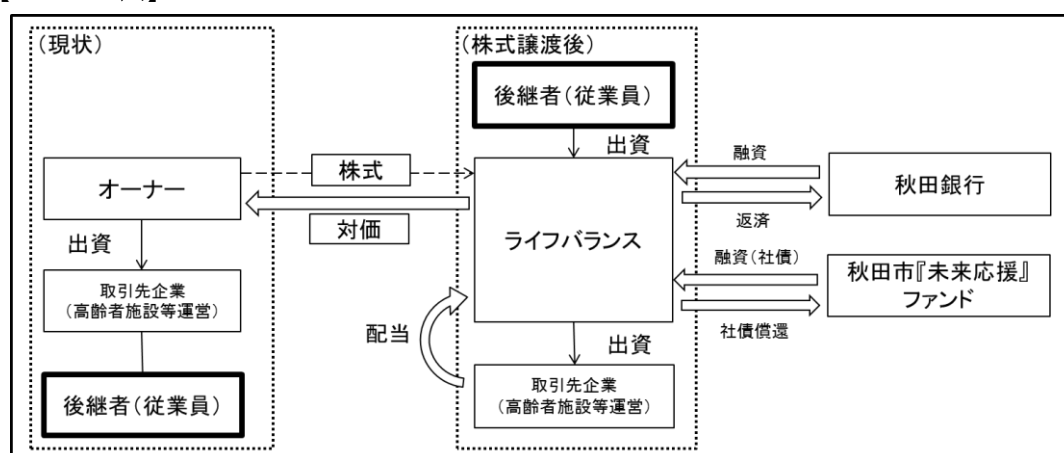 (現状)
オーナー
出資
取引先企業
(高齢者施設等運営)
後継者(従業員)
株式
対価
(株式譲渡後)
後継者(従業員)
出資
ライフバランス
配当
出資
取引先企業
(高齢者施設等運営)
融資
返済
秋田銀行
融資(社債)
社債償還
秋田市『未来応援』
ファンド